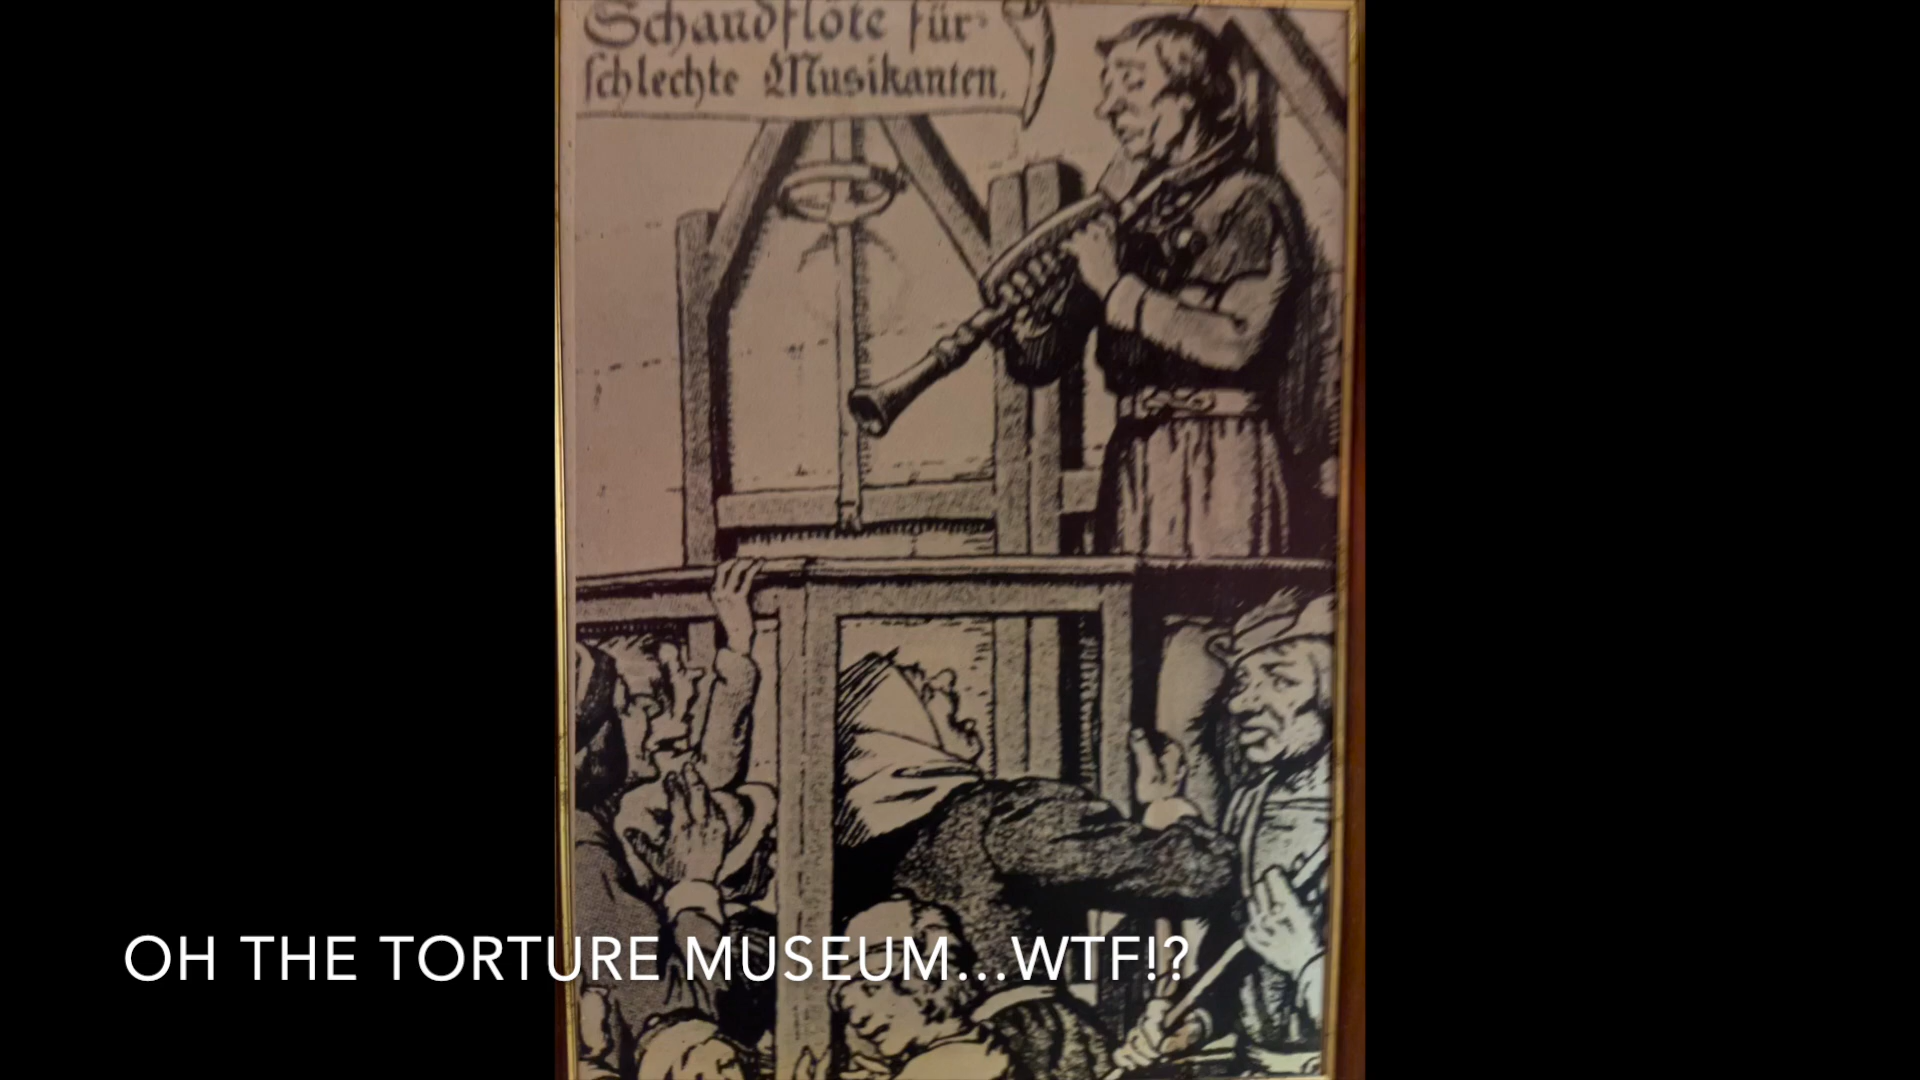 Schandflöte für
schlechte Musikanten.
OH THE TORTURE MUSEUM...WTF!?